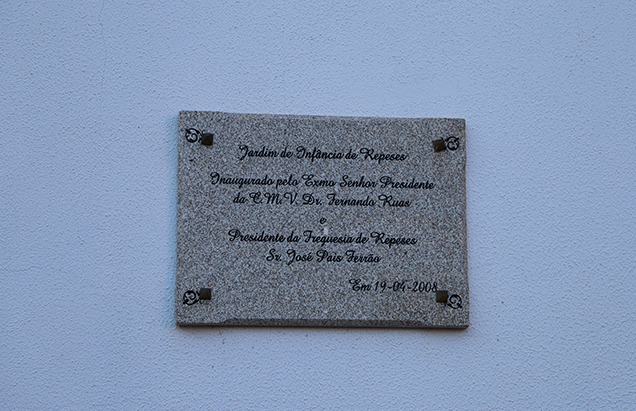 Jardim de Infância de Repeses
Inaugurado pelo Exmo Senhor Presidente
da C.M.V. Dr. Fernando Ruas
e
Presidente da Freguesia de Repeses
Sr. José Pais Ferrão
Em 19-04-2008